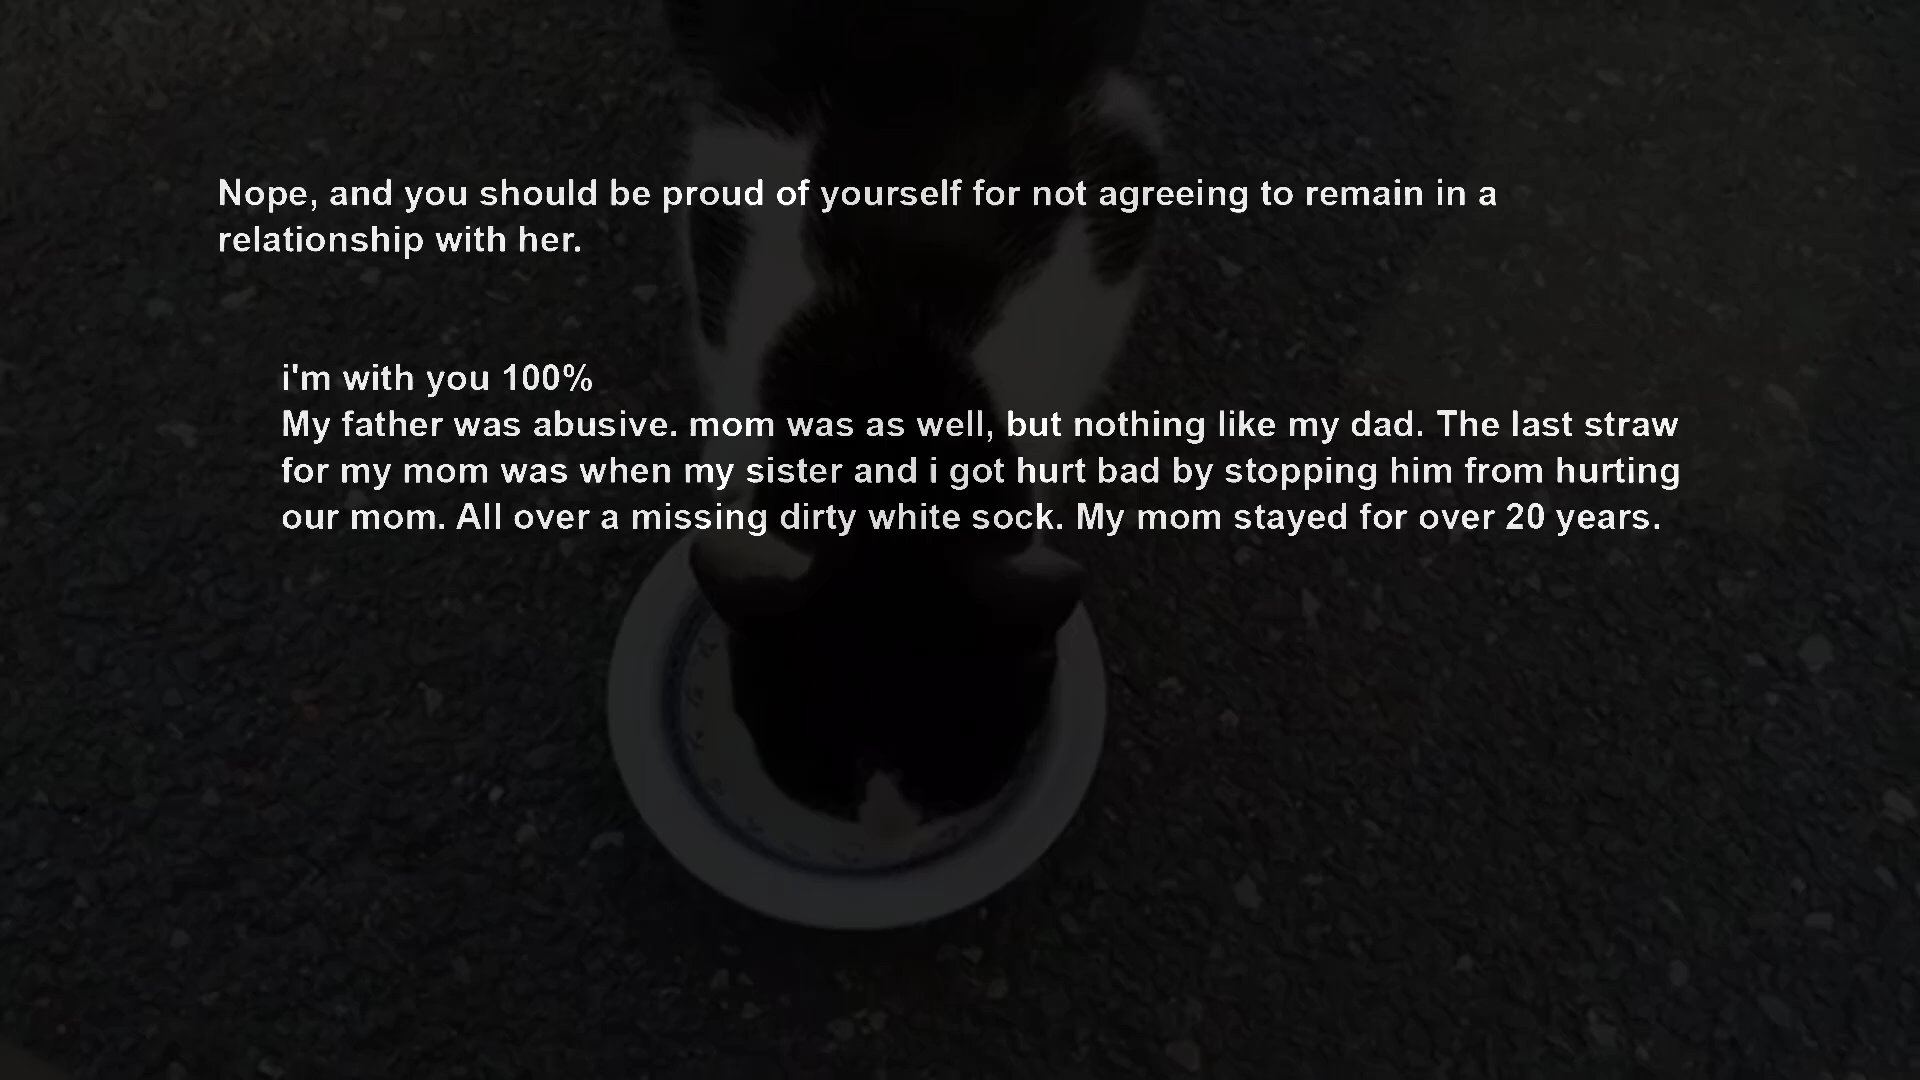 Nope, and you should be proud of yourself for not agreeing to remain in a
relationship with her.
i'm with you 100%
My father was abusive. mom was as well, but nothing like my dad. The last straw
for my mom was when my sister and i got hurt bad by stopping him from hurting
our mom. All over a missing dirty white sock. My mom stayed for over 20 years.